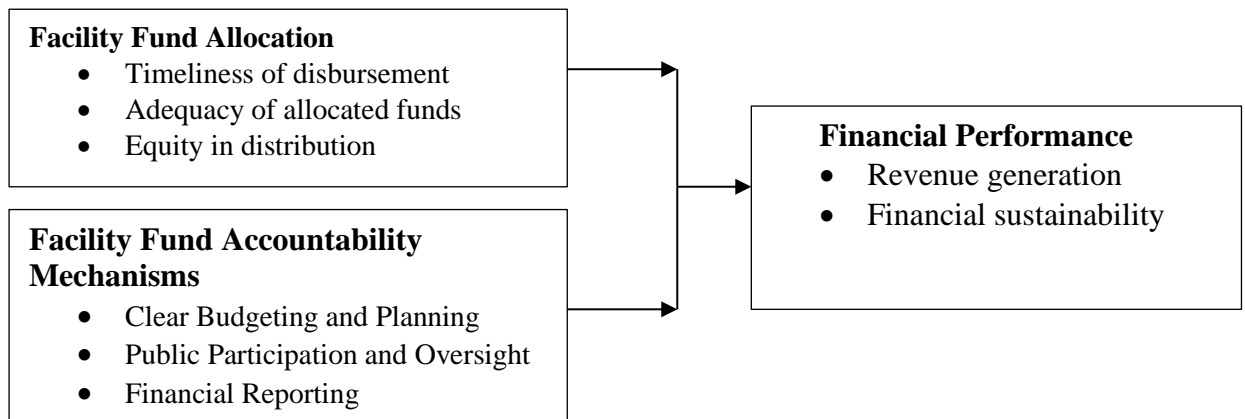 Facility Fund Allocation
• Timeliness of disbursement
• Adequacy of allocated funds
• Equity in distribution
Facility Fund Accountability
Mechanisms
• Clear Budgeting and Planning
• Public Participation and Oversight
• Financial Reporting
Financial Performance
• Revenue generation
• Financial sustainability